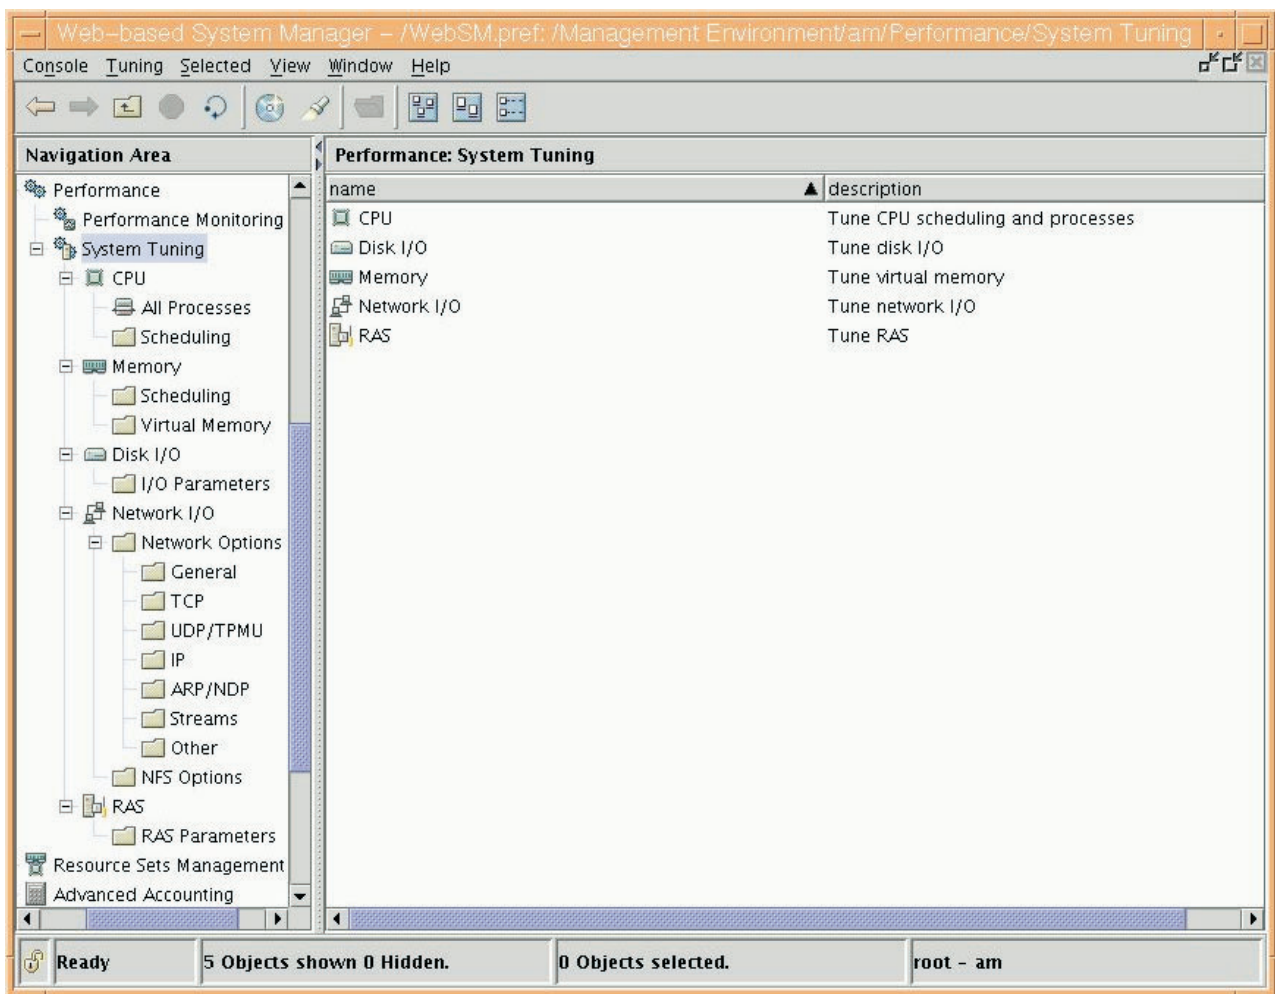 Web-based System Manager - /WebSM.pref: /Management Environment/am/Performance/System Tuning
Console Tuning Selected View Window Help
Navigation Area
Performance: System Tuning
Performance
Performance Monitoring
System Tuning
CPU
All Processes
Scheduling
Memory
Scheduling
Virtual Memory
Disk I/O
I/O Parameters
Network I/O
Network Options
General
TCP
UDP/TPMU
IP
ARP/NDP
Streams
Other
NFS Options
RAS
RAS Parameters
Resource Sets Management
Advanced Accounting
name description
CPU Tune CPU scheduling and processes
Disk I/O Tune disk I/O
Memory Tune virtual memory
Network I/O Tune network I/O
RAS Tune RAS
Ready 5 Objects shown 0 Hidden. 0 Objects selected. root - am